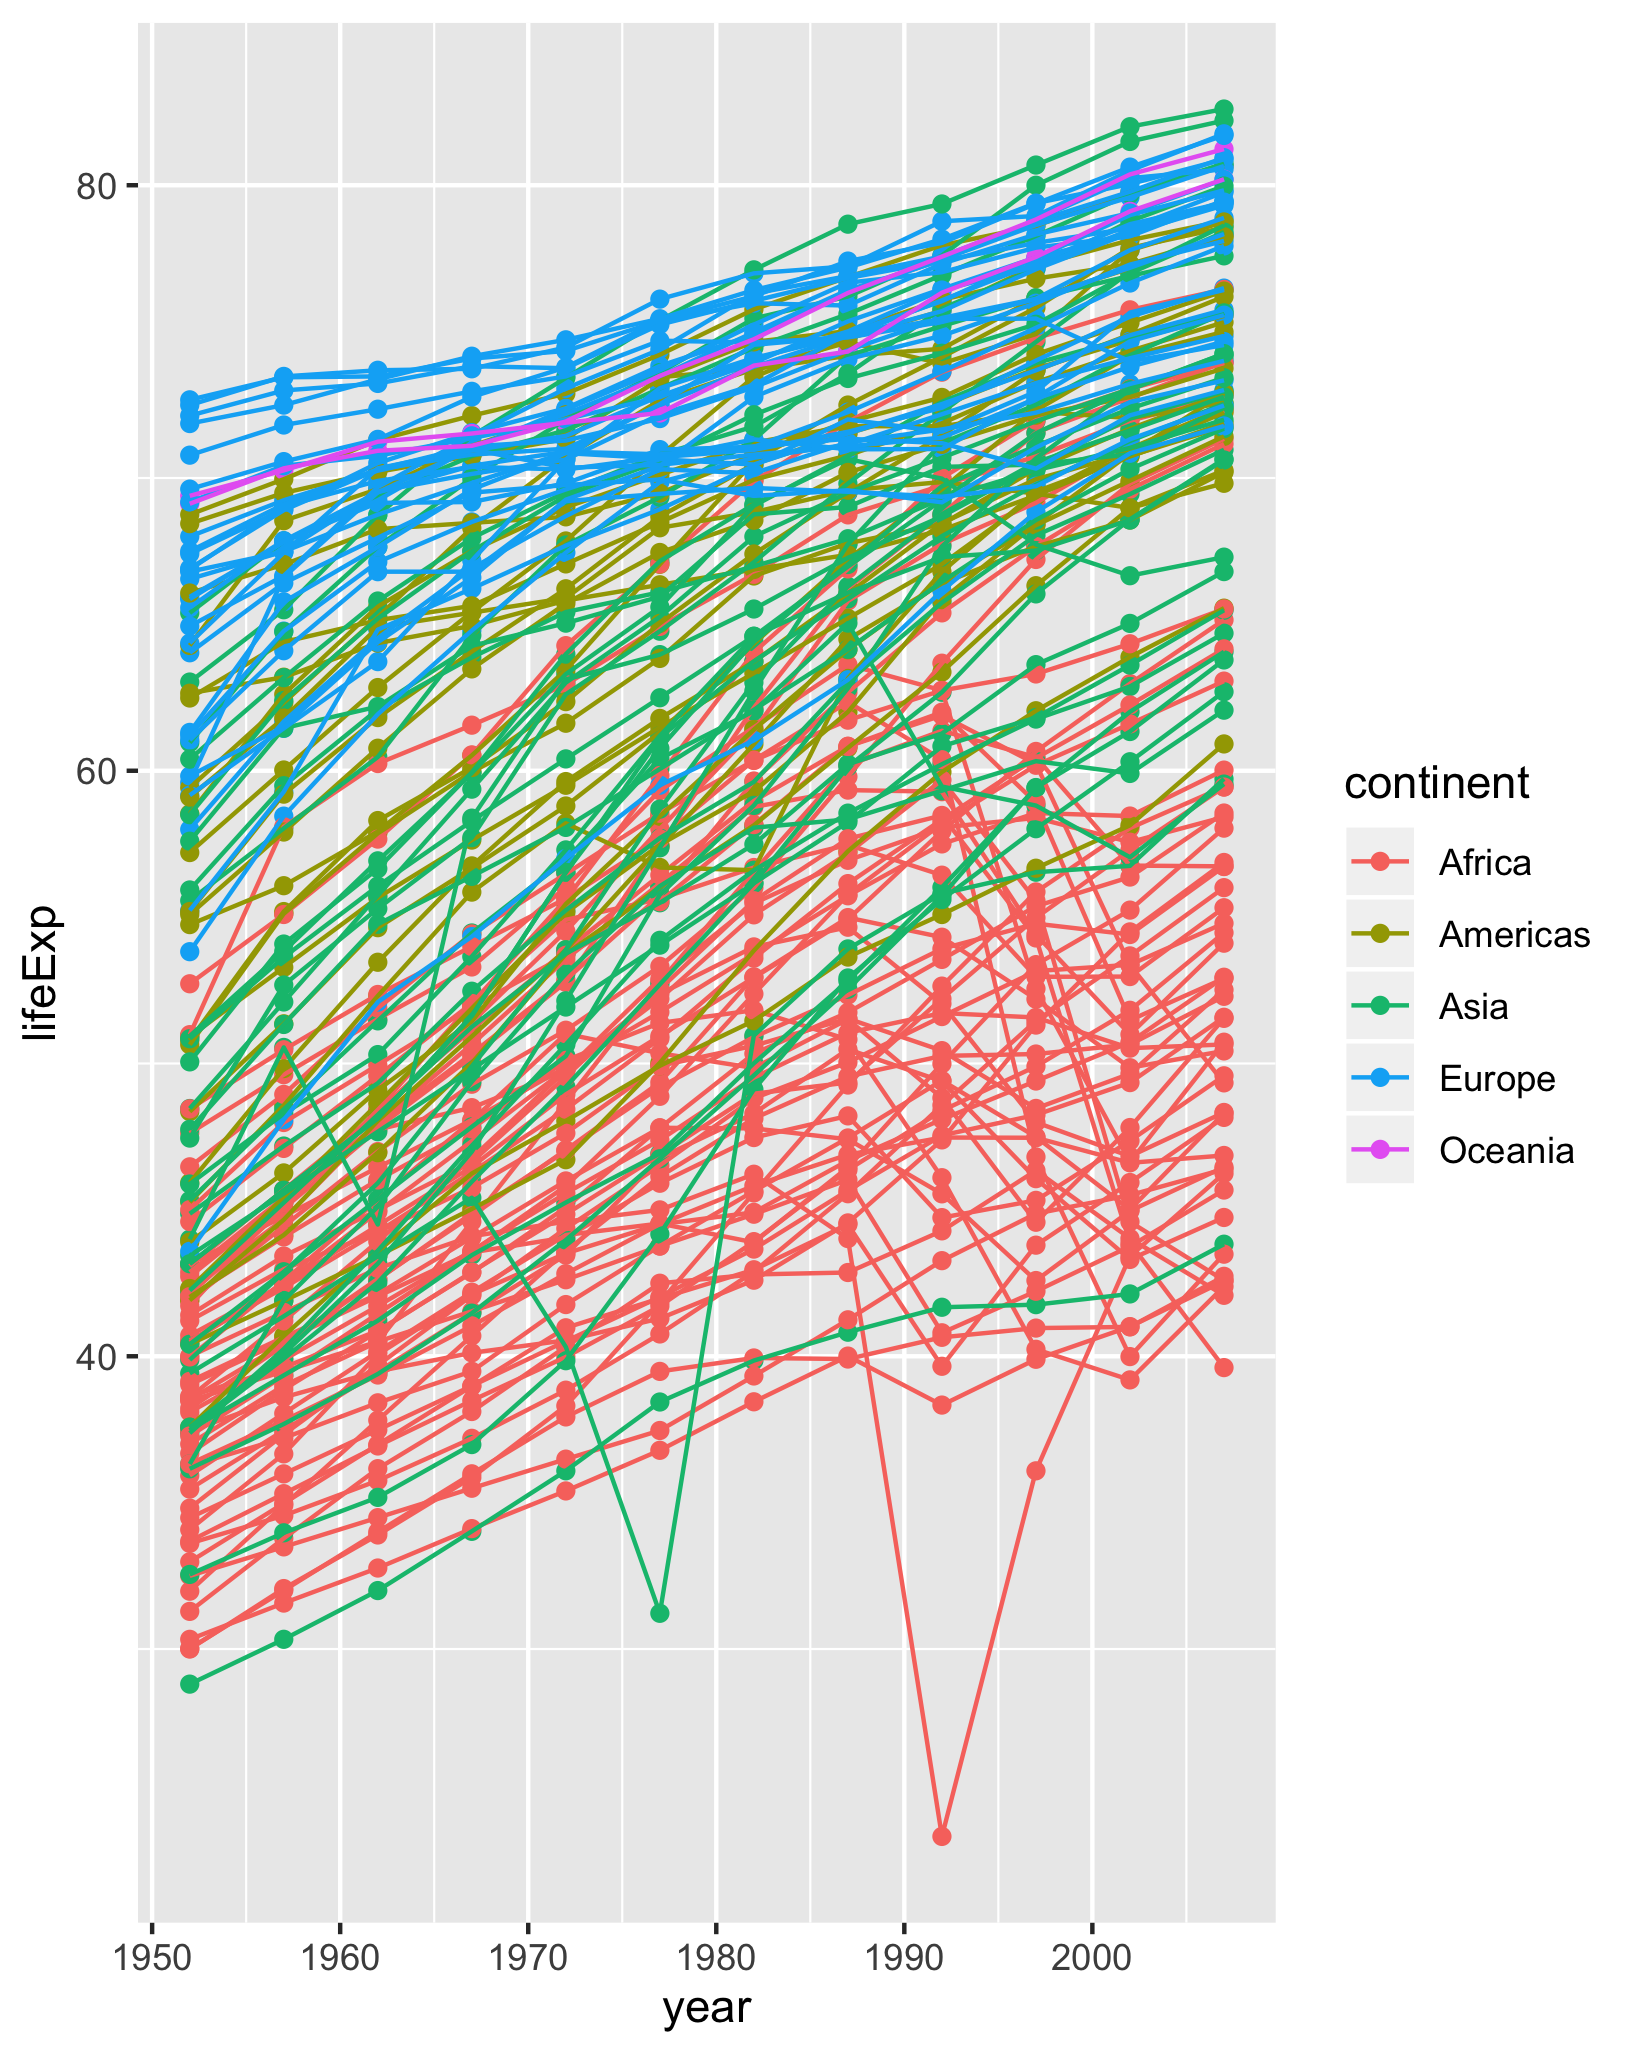 80
60
40
lifeExp
1950
1960
1970
1980
1990
2000
year
continent
Africa
Americas
Asia
Europe
Oceania